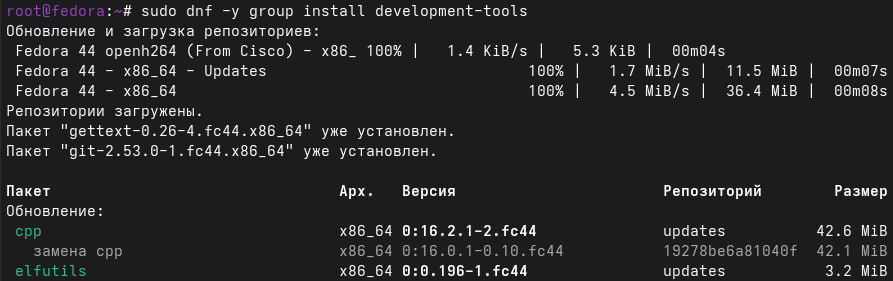 root@fedora:~# sudo dnf -y group install development-tools
Обновление и загрузка репозиториев:
Fedora 44 openh264 (From Cisco) - x86_ 100% | 1.4 KiB/s | 5.3 KiB | 00m04s
Fedora 44 - x86_64 - Updates 100% | 1.7 MiB/s | 11.5 MiB | 00m07s
Fedora 44 - x86_64 100% | 4.5 MiB/s | 36.4 MiB | 00m08s
Репозитории загружены.
Пакет "gettext-0.26-4.fc44.x86_64" уже установлен.
Пакет "git-2.53.0-1.fc44.x86_64" уже установлен.
Пакет Арх. Версия Репозиторий Размер
Обновление:
cpp x86_64 0:16.2.1-2.fc44 updates 42.6 MiB
замена cpp x86_64 0:16.0.1-0.10.fc44 19278be6a81040f 42.1 MiB
elfutils x86_64 0:0.196-1.fc44 updates 3.2 MiB